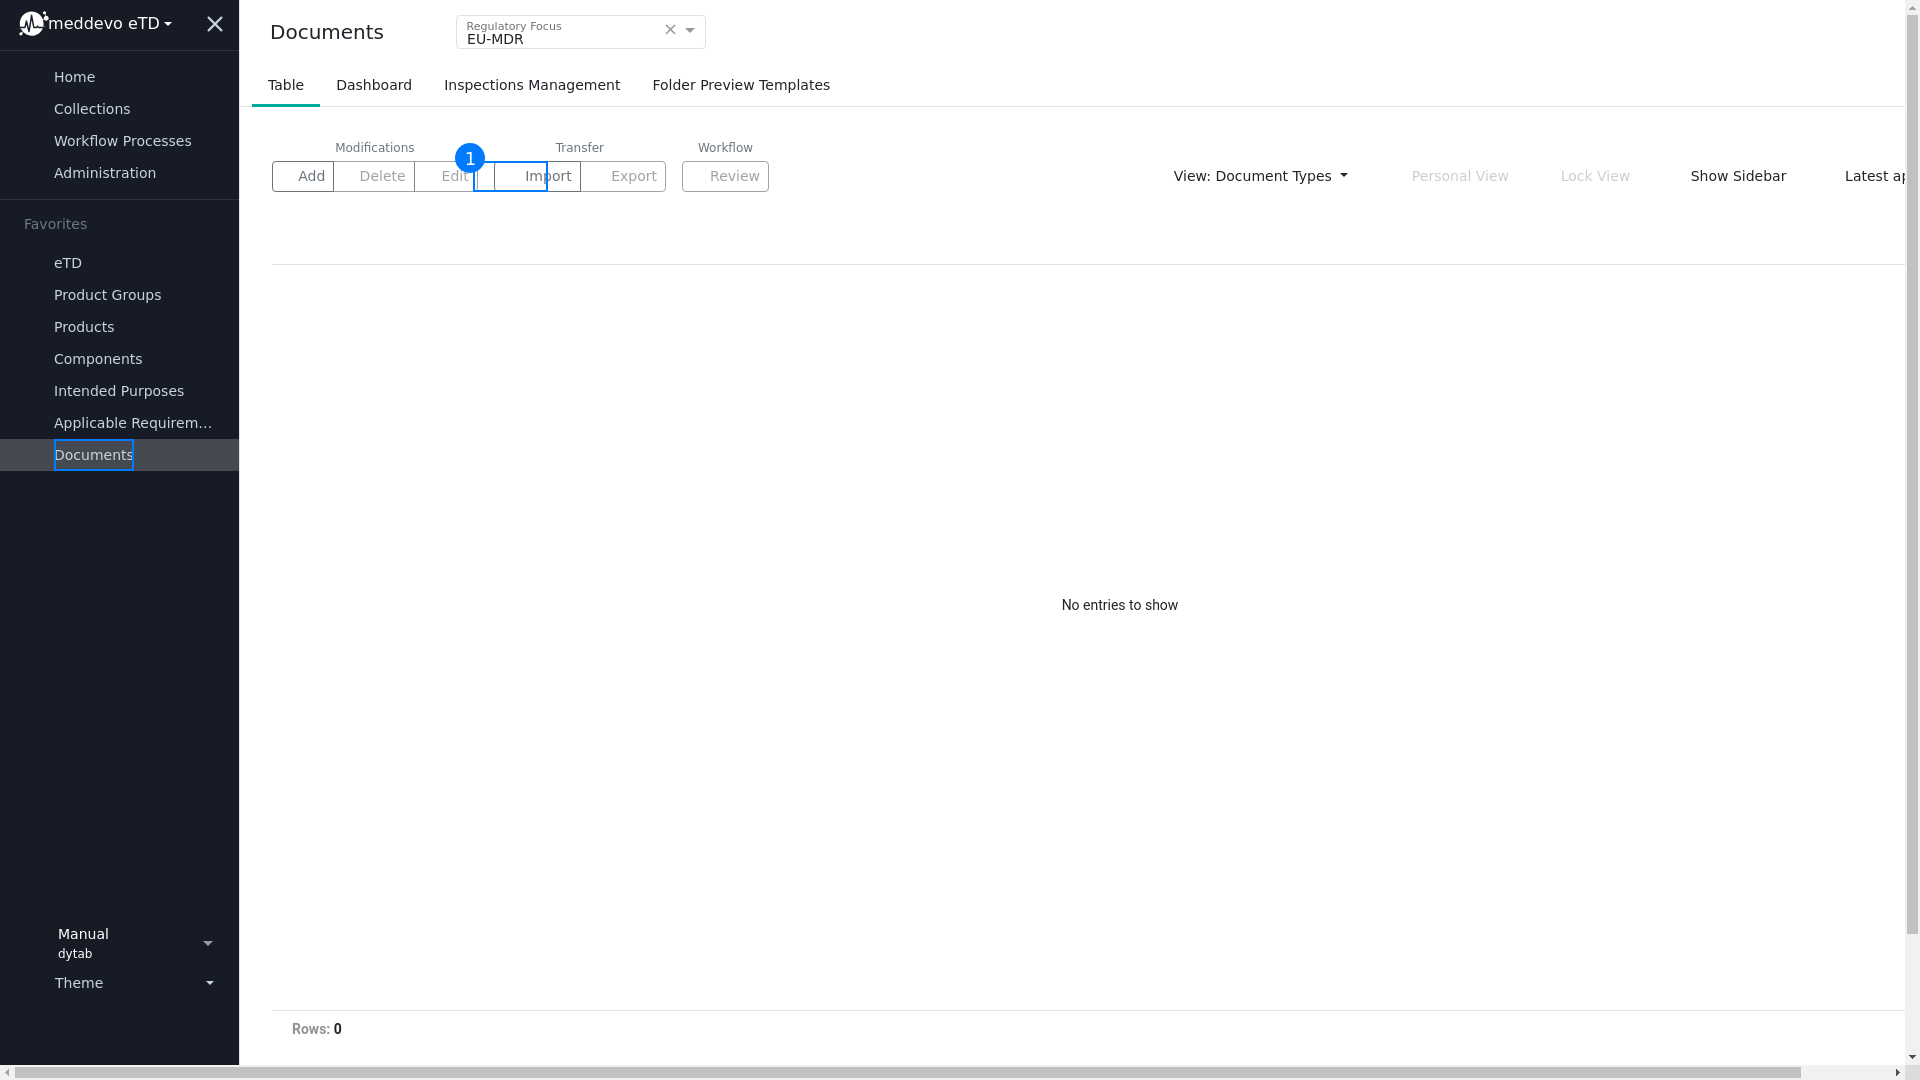 meddevo eTD
Home
Collections
Workflow Processes
Administration
Favorites
eTD
Product Groups
Products
Components
Intended Purposes
Applicable Requirem...
Documents
Manual
dytab
Theme
Documents
Regulatory Focus
EU-MDR
Table Dashboard Inspections Management Folder Preview Templates
Modifications Transfer Workflow
1
Add Delete Edit Import Export Review
View: Document Types Personal View Lock View Show Sidebar Latest
No entries to show
Rows: 0